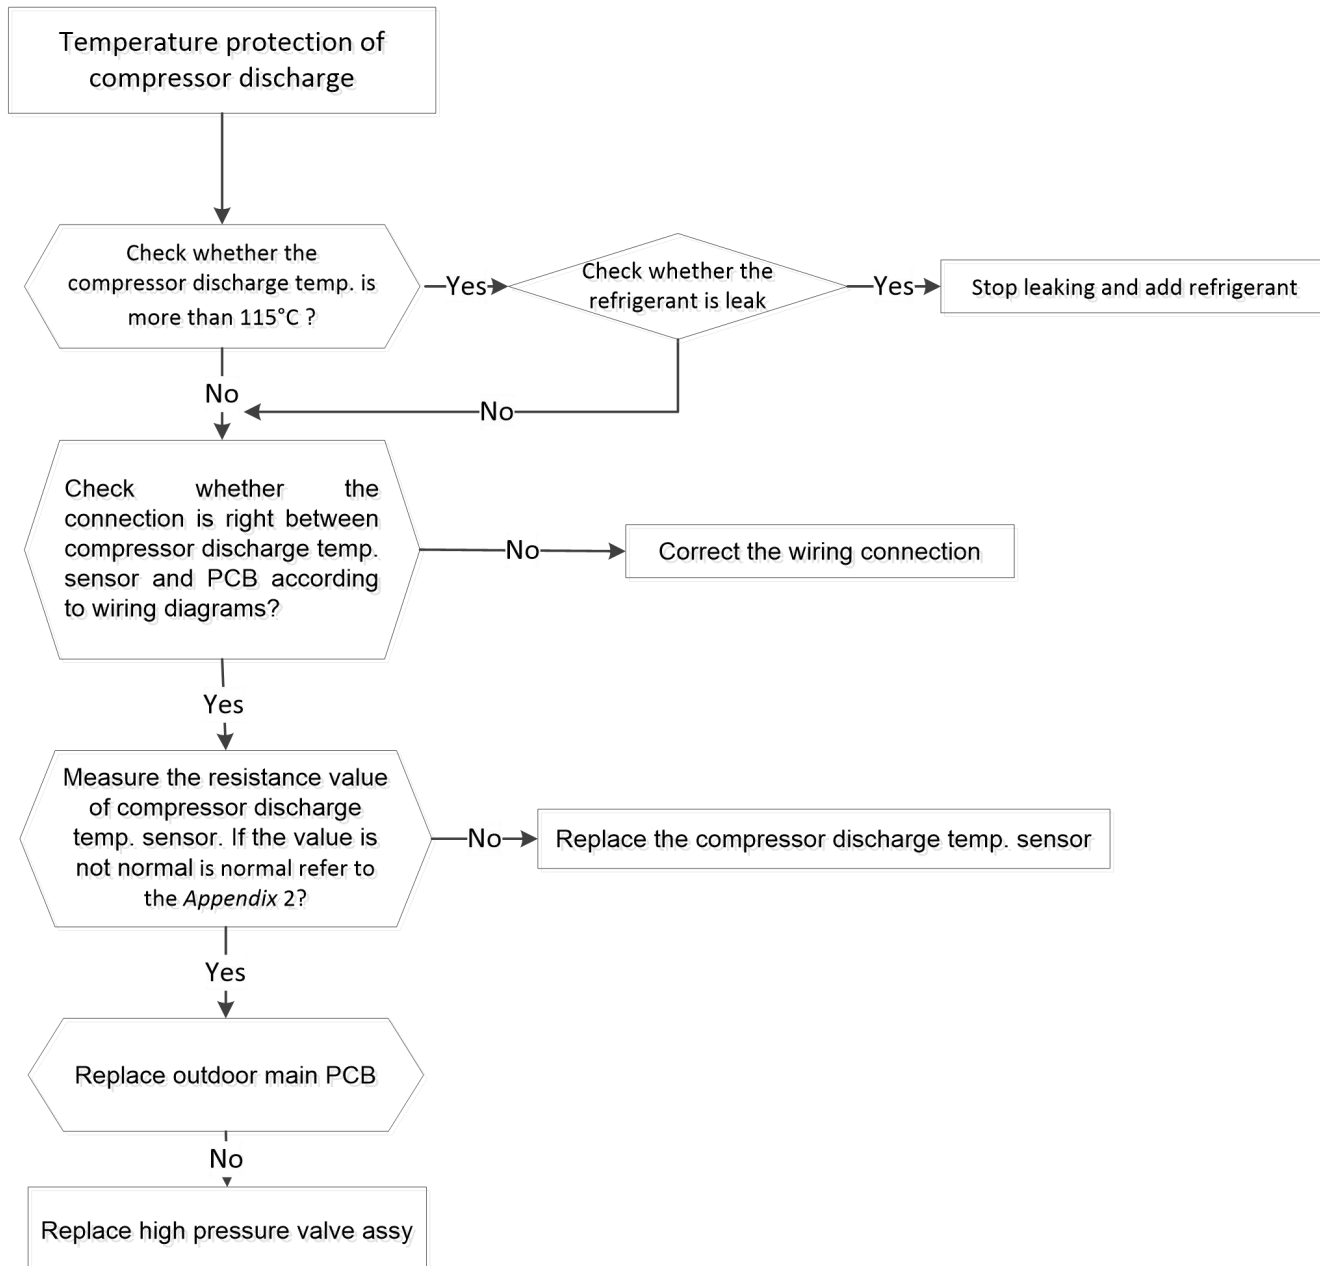 Temperature protection of
compressor discharge
Check whether the
compressor discharge temp. is
more than 115°C ?
Yes
Check whether the
refrigerant is leak
Yes
Stop leaking and add refrigerant
No
No
Check whether the
connection is right between
compressor discharge temp.
sensor and PCB according
to wiring diagrams?
No
Correct the wiring connection
Yes
Measure the resistance value
of compressor discharge
temp. sensor. If the value is
not normal is normal refer to
the Appendix 2?
No
Replace the compressor discharge temp. sensor
Yes
Replace outdoor main PCB
No
Replace high pressure valve assy